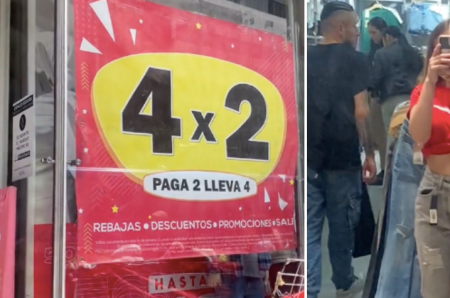 4x2
PAGA 2 LLEVA 4
REBAJAS • DESCUENTOS • PROMOCIONES • SALE
HASTA